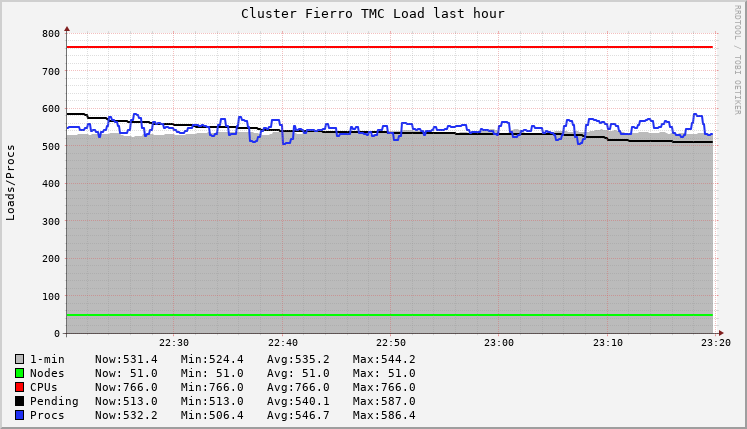 Cluster Fierro TMC Load last hour
RRDTOOL / TOBI OETIKER
Loads/Procs
800
700
600
500
400
300
200
100
0
22:30 22:40 22:50 23:00 23:10 23:20
1-min Now:531.4 Min:524.4 Avg:535.2 Max:544.2
Nodes Now: 51.0 Min: 51.0 Avg: 51.0 Max: 51.0
CPUs Now:766.0 Min:766.0 Avg:766.0 Max:766.0
Pending Now:513.0 Min:513.0 Avg:540.1 Max:587.0
Procs Now:532.2 Min:506.4 Avg:546.7 Max:586.4